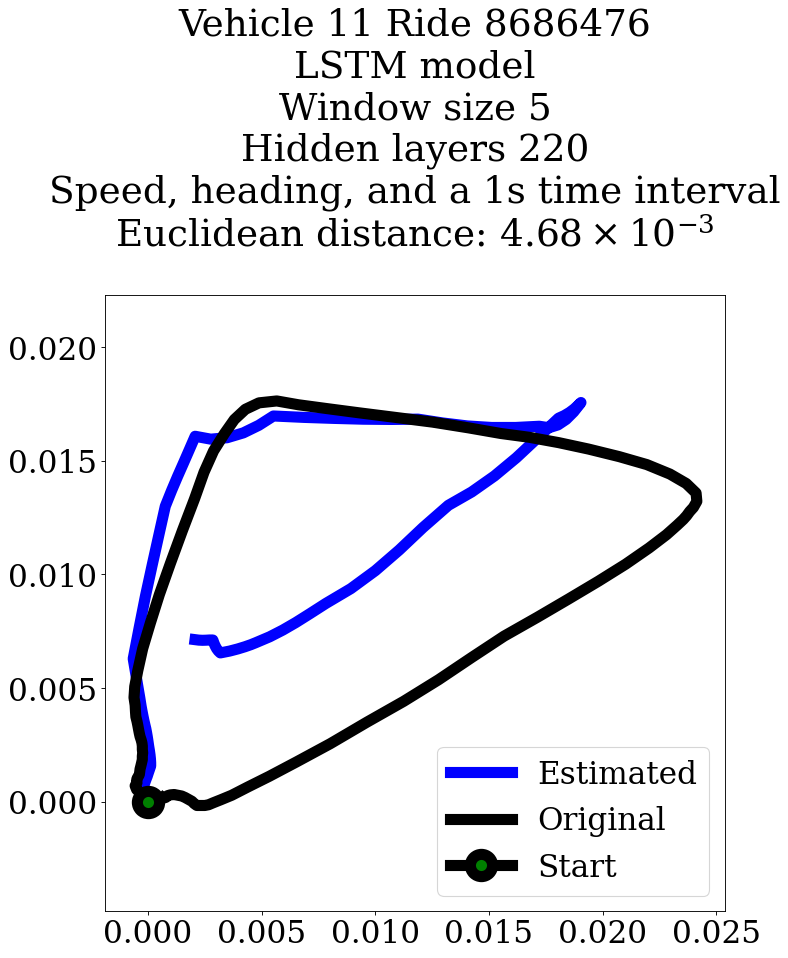 Vehicle 11 Ride 8686476
LSTM model
Window size 5
Hidden layers 220
Speed, heading, and a 1s time interval
Euclidean distance: 4.68 × 10⁻³
0.020
0.015
0.010
0.005
0.000
Estimated
Original
Start
0.000 0.005 0.010 0.015 0.020 0.025